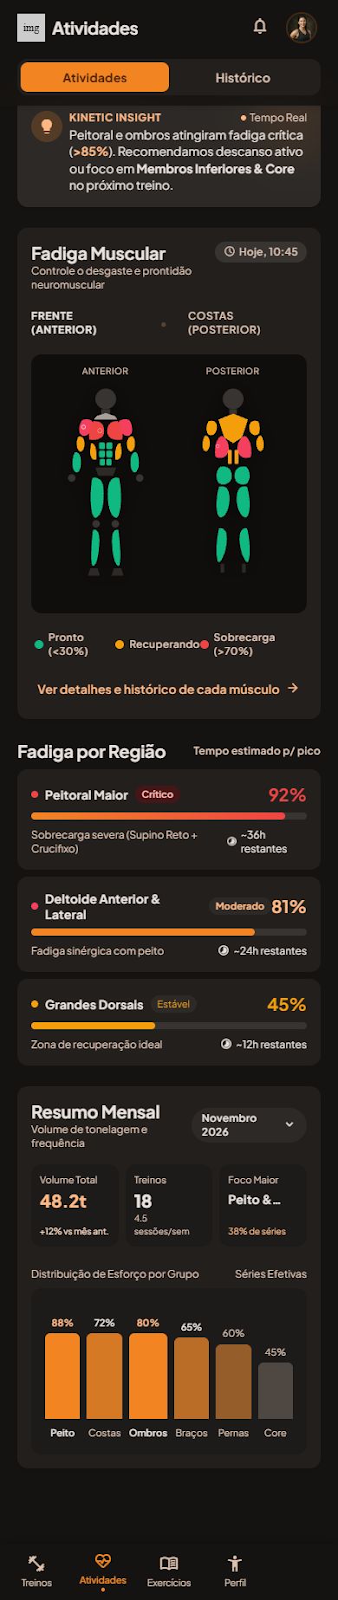 img Atividades
Atividades Histórico
KINETIC INSIGHT Tempo Real
Peitoral e ombros atingiram fadiga crítica
(>85%). Recomendamos descanso ativo
ou foco em Membros Inferiores & Core
no próximo treino.
Fadiga Muscular Hoje, 10:45
Controle o desgaste e prontidão
neuromuscular
FRENTE
(ANTERIOR)
COSTAS
(POSTERIOR)
ANTERIOR POSTERIOR
Pronto
(<30%)
Recuperando
Sobrecarga
(>70%)
Ver detalhes e histórico de cada músculo →
Fadiga por Região Tempo estimado p/ pico
Peitoral Maior Crítico 92%
Sobrecarga severa (Supino Reto +
Crucifixo)
~36h
restantes
Deltoide Anterior &
Lateral
Moderado 81%
Fadiga sinérgica com peito ~24h restantes
Grandes Dorsais Estável 45%
Zona de recuperação ideal ~12h restantes
Resumo Mensal
Volume de tonelagem e
frequência
Novembro
2026
Volume Total
48.2t
+12% vs mês ant.
Treinos
18
4.5
sessões/sem
Foco Maior
Peito &...
38% de séries
Distribuição de Esforço por Grupo Séries Efetivas
88% 72% 80% 65% 60% 45%
Peito Costas Ombros Braços Pernas Core
Treinos Atividades Exercícios Perfil